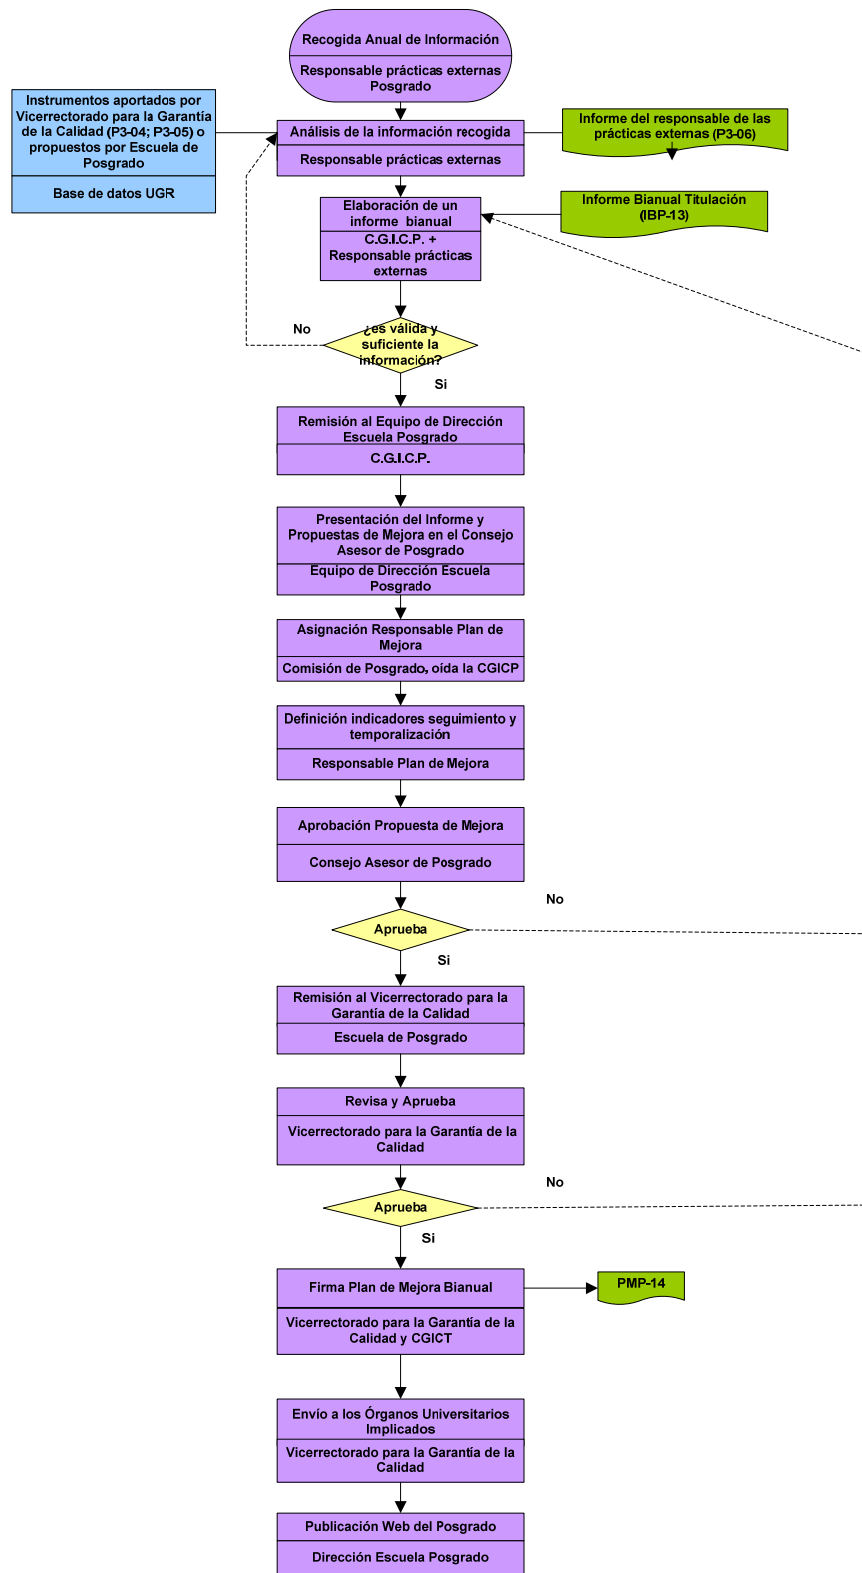 Recogida Anual de Información
Responsable prácticas externas
Posgrado
Instrumentos aportados por
Vicerrectorado para la Garantía
de la Calidad (P3-04; P3-05) o
propuestos por Escuela de
Posgrado
Base de datos UGR
Análisis de la información recogida
Responsable prácticas externas
Informe del responsable de las
prácticas externas (P3-06)
Elaboración de un
informe bianual
C.G.I.C.P. +
Responsable prácticas
externas
Informe Bianual Titulación
(IBP-13)
No
¿es válida y
suficiente la
información?
Si
Remisión al Equipo de Dirección
Escuela Posgrado
C.G.I.C.P.
Presentación del Informe y
Propuestas de Mejora en el Consejo
Asesor de Posgrado
Equipo de Dirección Escuela
Posgrado
Asignación Responsable Plan de
Mejora
Comisión de Posgrado, oída la CGICP
Definición indicadores seguimiento y
temporalización
Responsable Plan de Mejora
Aprobación Propuesta de Mejora
Consejo Asesor de Posgrado
No
Aprueba
Si
Remisión al Vicerrectorado para la
Garantía de la Calidad
Escuela de Posgrado
Revisa y Aprueba
Vicerrectorado para la Garantía de la
Calidad
No
Aprueba
Si
Firma Plan de Mejora Bianual
Vicerrectorado para la Garantía de la
Calidad y CGICT
PMP-14
Envío a los Órganos Universitarios
Implicados
Vicerrectorado para la Garantía de la
Calidad
Publicación Web del Posgrado
Dirección Escuela Posgrado